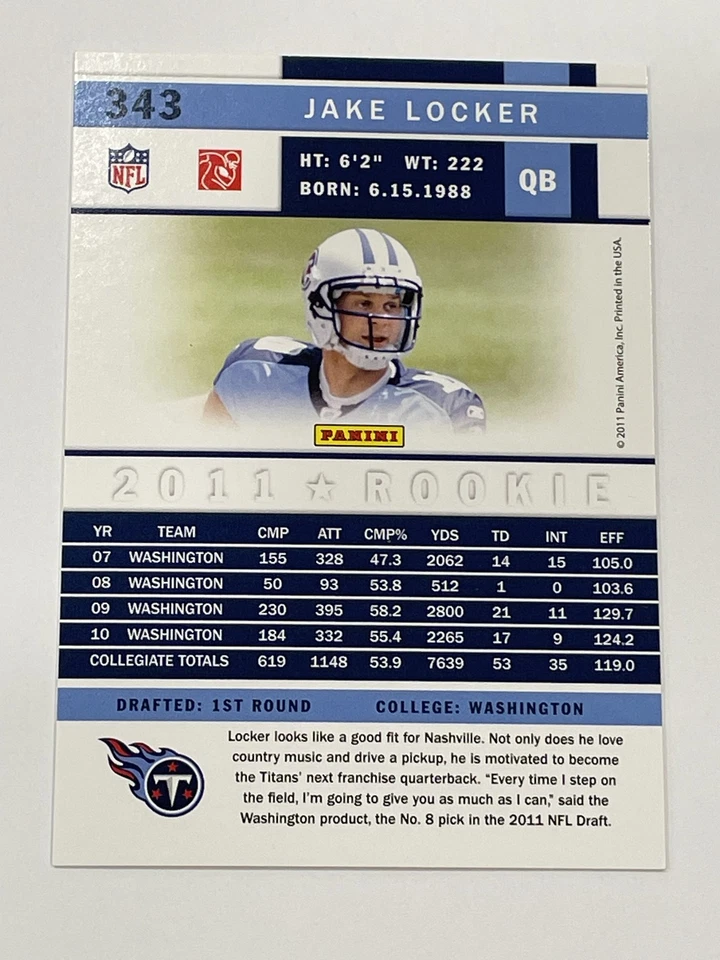 343 JAKE LOCKER
NFL
HT: 6'2" WT: 222
BORN: 6.15.1988
QB
© 2011 Panini America, Inc. Printed in the USA.
PANINI
2011 ★ ROOKIE
YR TEAM CMP ATT CMP% YDS TD INT EFF
07 WASHINGTON 155 328 47.3 2062 14 15 105.0
08 WASHINGTON 50 93 53.8 512 1 0 103.6
09 WASHINGTON 230 395 58.2 2800 21 11 129.7
10 WASHINGTON 184 332 55.4 2265 17 9 124.2
COLLEGIATE TOTALS 619 1148 53.9 7639 53 35 119.0
DRAFTED: 1ST ROUND COLLEGE: WASHINGTON
Locker looks like a good fit for Nashville. Not only does he love
country music and drive a pickup, he is motivated to become
the Titans' next franchise quarterback. "Every time I step on
the field, I'm going to give you as much as I can," said the
Washington product, the No. 8 pick in the 2011 NFL Draft.
T